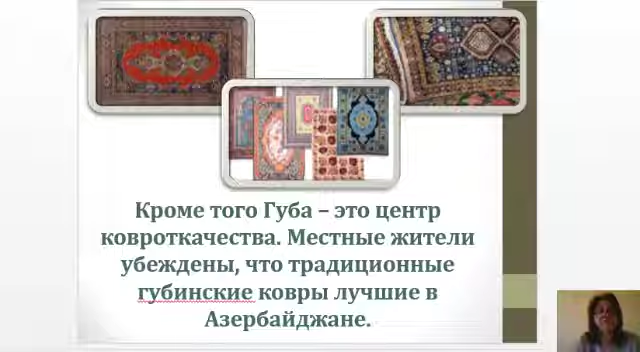 Кроме того Губа – это центр
ковроткачества. Местные жители
убеждены, что традиционные
губинские ковры лучшие в
Азербайджане.